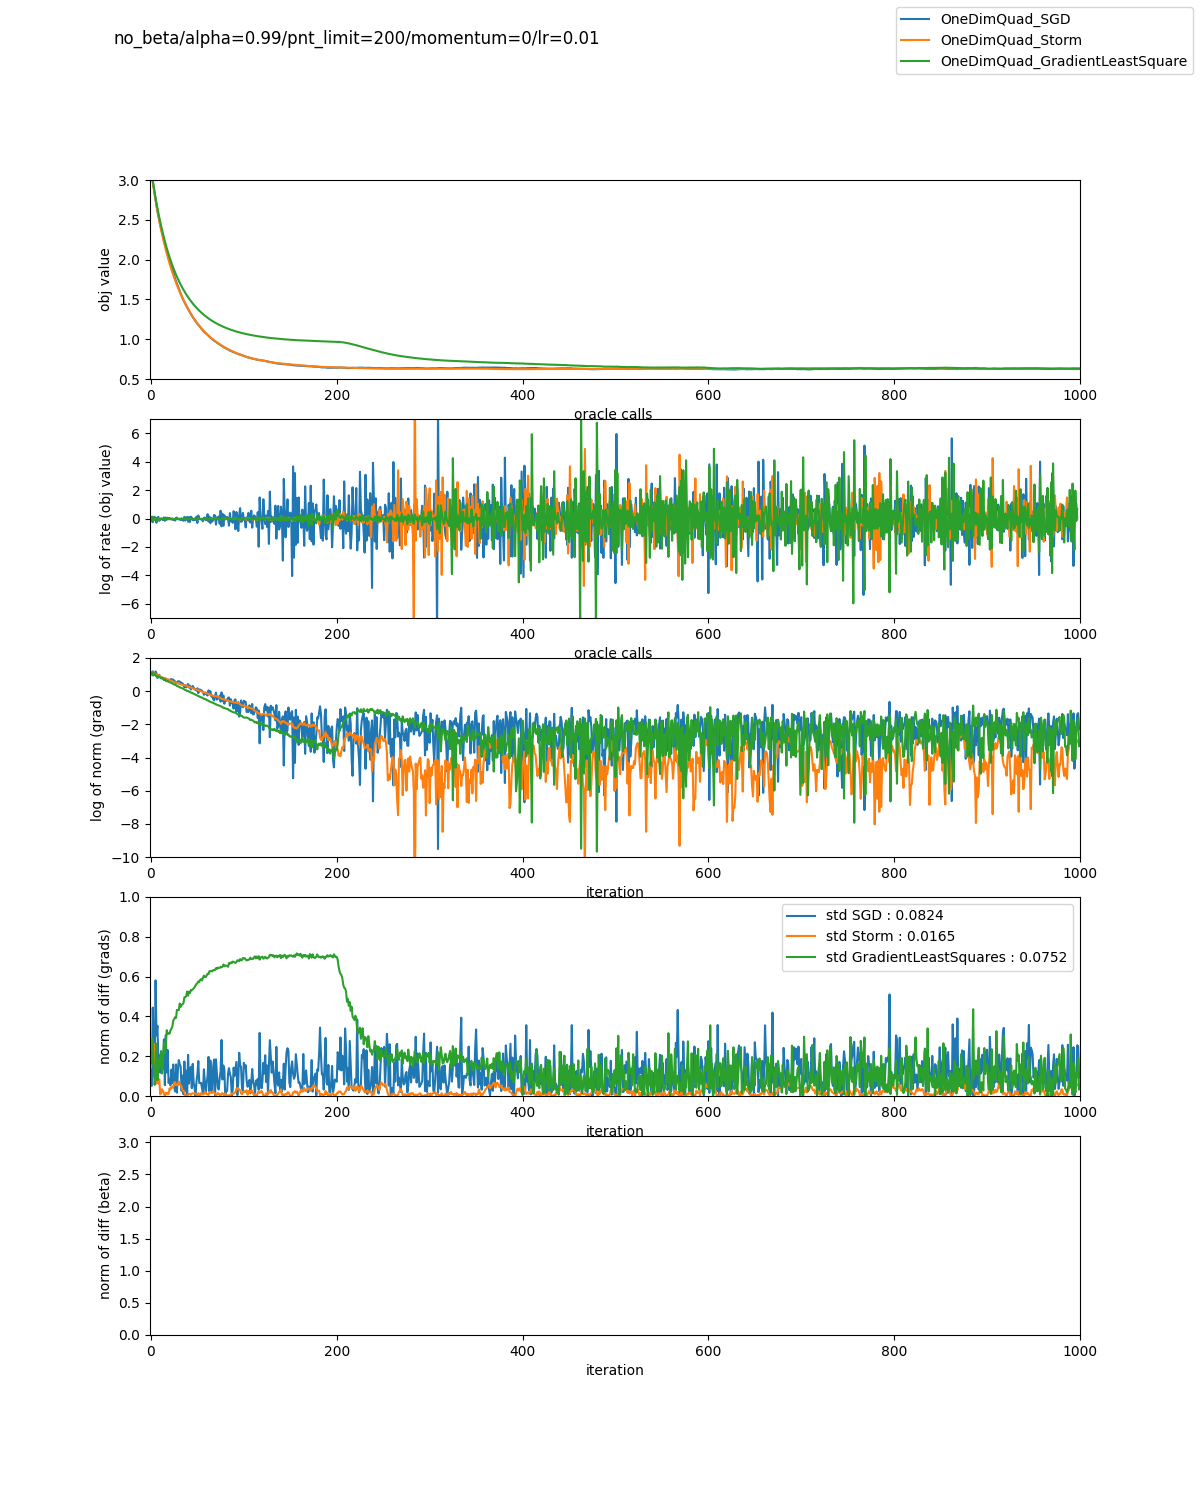 no_beta/alpha=0.99/pnt_limit=200/momentum=0/lr=0.01
OneDimQuad_SGD
OneDimQuad_Storm
OneDimQuad_GradientLeastSquare
3.0
2.5
2.0
1.5
1.0
0.5
obj value
0 200 400 600 800 1000
oracle calls
6
4
2
0
−2
−4
−6
log of rate (obj value)
0 200 400 600 800 1000
oracle calls
2
0
−2
−4
−6
−8
−10
log of norm (grad)
0 200 400 600 800 1000
iteration
1.0
0.8
0.6
0.4
0.2
0.0
norm of diff (grads)
std SGD : 0.0824
std Storm : 0.0165
std GradientLeastSquares : 0.0752
0 200 400 600 800 1000
iteration
3.0
2.5
2.0
1.5
1.0
0.5
0.0
norm of diff (beta)
0 200 400 600 800 1000
iteration